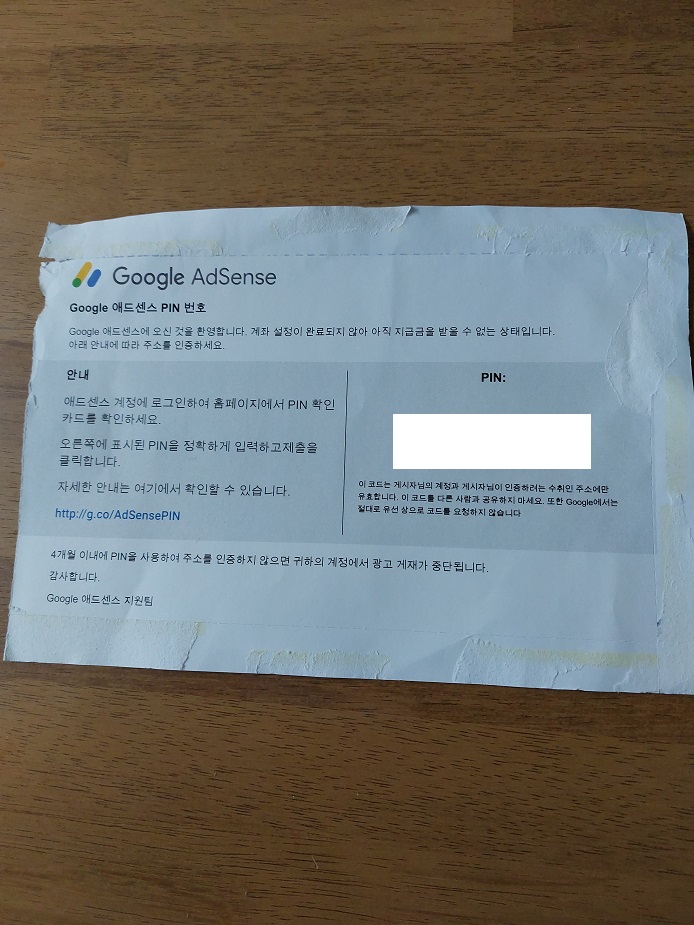 Google AdSense
Google 애드센스 PIN 번호
Google 애드센스에 오신 것을 환영합니다. 계좌 설정이 완료되지 않아 아직 지급금을 받을 수 없는 상태입니다.
아래 안내에 따라 주소를 인증하세요.
안내
애드센스 계정에 로그인하여 홈페이지에서 PIN 확인
카드를 확인하세요.
오른쪽에 표시된 PIN을 정확하게 입력하고제출을
클릭합니다.
자세한 안내는 여기에서 확인할 수 있습니다.
http://g.co/AdSensePIN
PIN:
이 코드는 게시자님의 계정과 게시자님이 인증하려는 수취인 주소에만
유효합니다. 이 코드를 다른 사람과 공유하지 마세요. 또한 Google에서는
절대로 유선 상으로 코드를 요청하지 않습니다
4개월 이내에 PIN을 사용하여 주소를 인증하지 않으면 귀하의 계정에서 광고 게재가 중단됩니다.
감사합니다.
Google 애드센스 지원팀